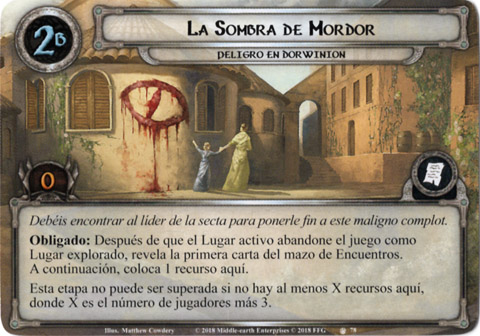 2B
LA SOMBRA DE MORDOR
PELIGRO EN DORWINION
0
Debéis encontrar al líder de la secta para ponerle fin a este maligno complot.
Obligado: Después de que el Lugar activo abandone el juego como
Lugar explorado, revela la primera carta del mazo de Encuentros.
A continuación, coloca 1 recurso aquí.
Esta etapa no puede ser superada si no hay al menos X recursos aquí,
donde X es el número de jugadores más 3.
Illus. Matthew Cowdery © 2018 Middle-earth Enterprises © 2018 FFG 78